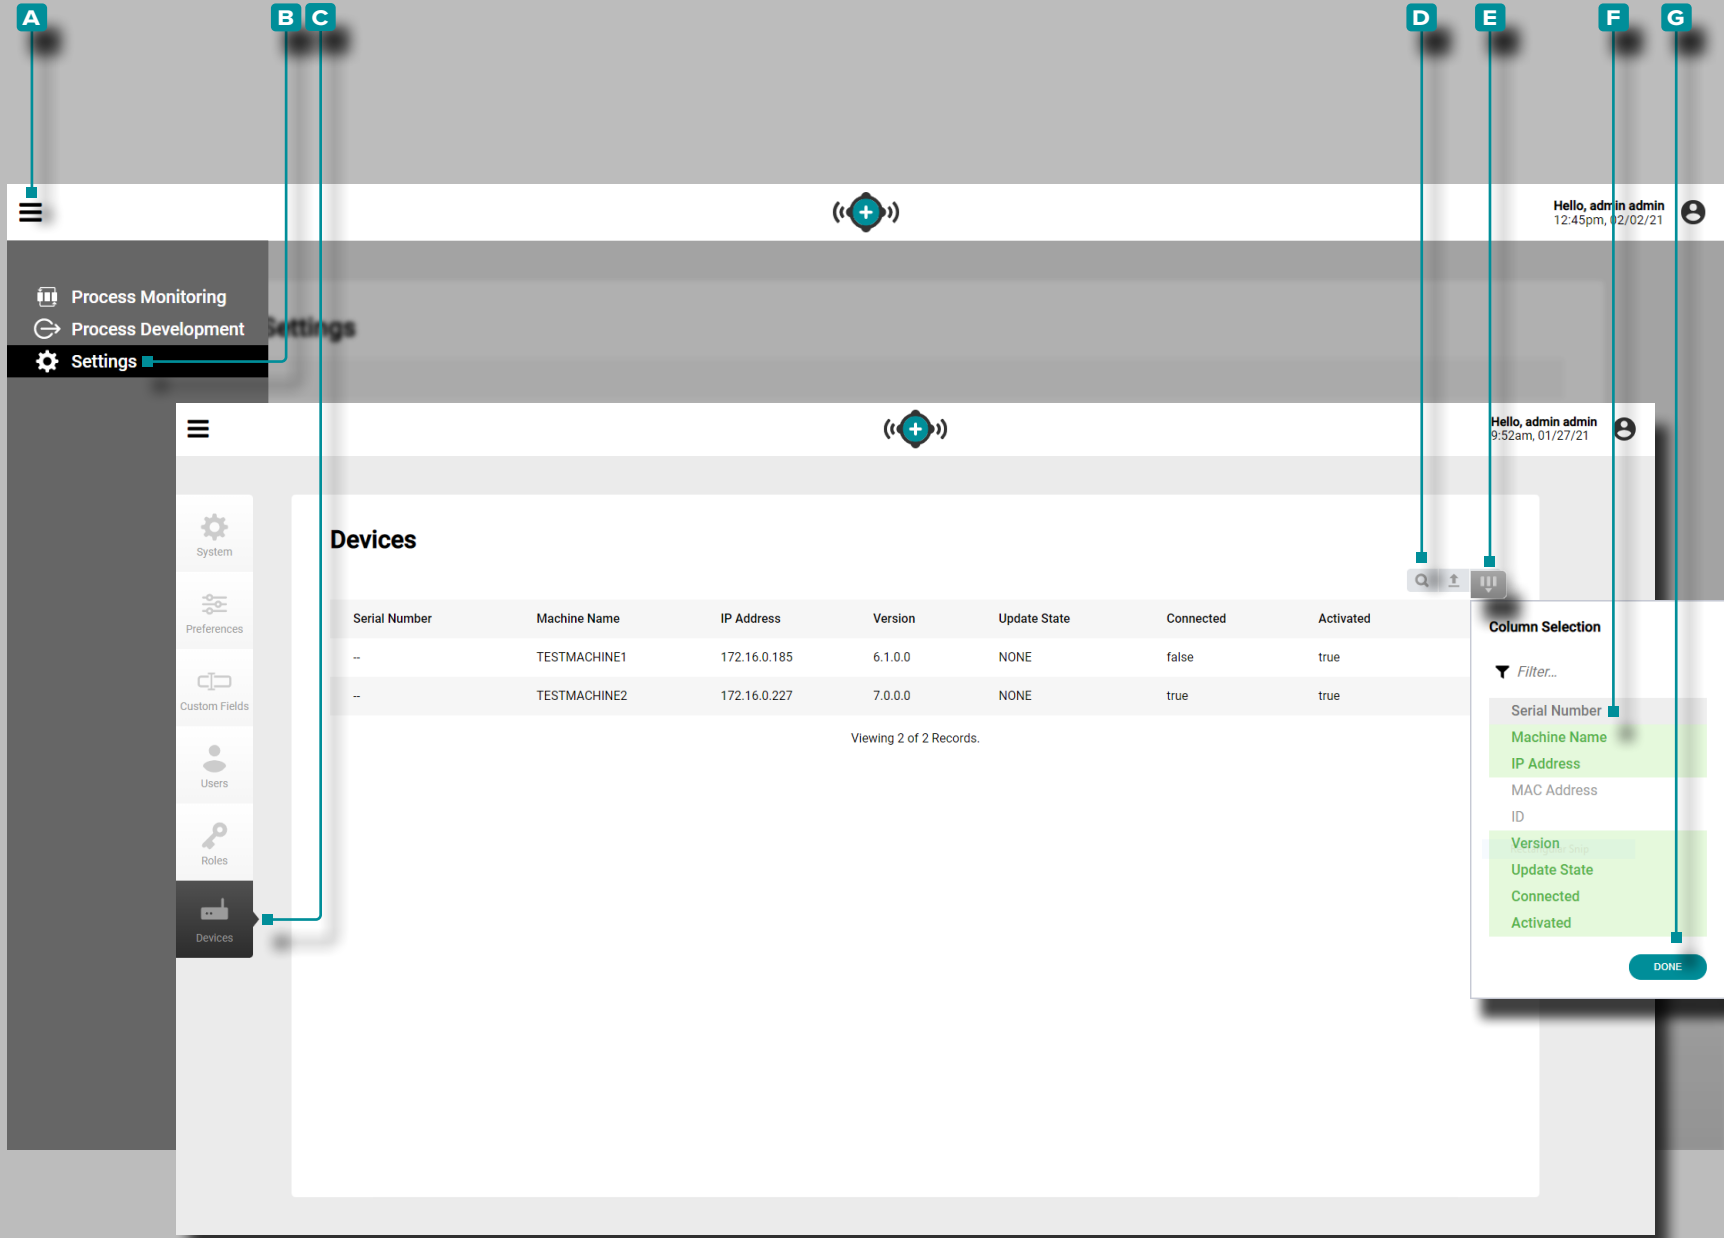 A B C D E F G
Hello, admin admin
12:45pm, 02/02/21
Process Monitoring
Process Development
Settings
Settings
Hello, admin admin
9:52am, 01/27/21
System
Preferences
Custom Fields
Users
Roles
Devices
Devices
Serial Number Machine Name IP Address Version Update State Connected Activated
-- TESTMACHINE1 172.16.0.185 6.1.0.0 NONE false true
-- TESTMACHINE2 172.16.0.227 7.0.0.0 NONE true true
Viewing 2 of 2 Records.
Column Selection
Filter...
Serial Number
Machine Name
IP Address
MAC Address
ID
Version
Update State
Connected
Activated
DONE